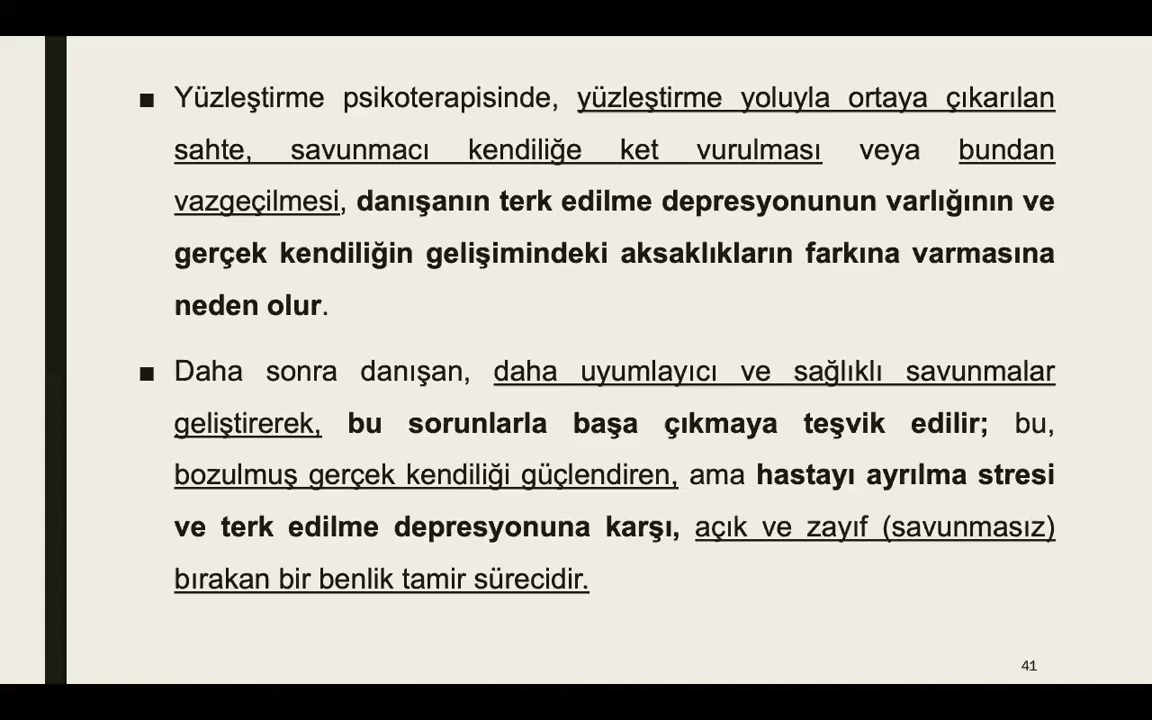 ■ Yüzleştirme psikoterapisinde, yüzleştirme yoluyla ortaya çıkarılan
sahte, savunmacı kendiliğe ket vurulması veya bundan
vazgeçilmesi, danışanın terk edilme depresyonunun varlığının ve
gerçek kendiliğin gelişimindeki aksaklıkların farkına varmasına
neden olur.
■ Daha sonra danışan, daha uyumlayıcı ve sağlıklı savunmalar
geliştirerek, bu sorunlarla başa çıkmaya teşvik edilir; bu,
bozulmuş gerçek kendiliği güçlendiren, ama hastayı ayrılma stresi
ve terk edilme depresyonuna karşı, açık ve zayıf (savunmasız)
bırakan bir benlik tamir sürecidir.
41